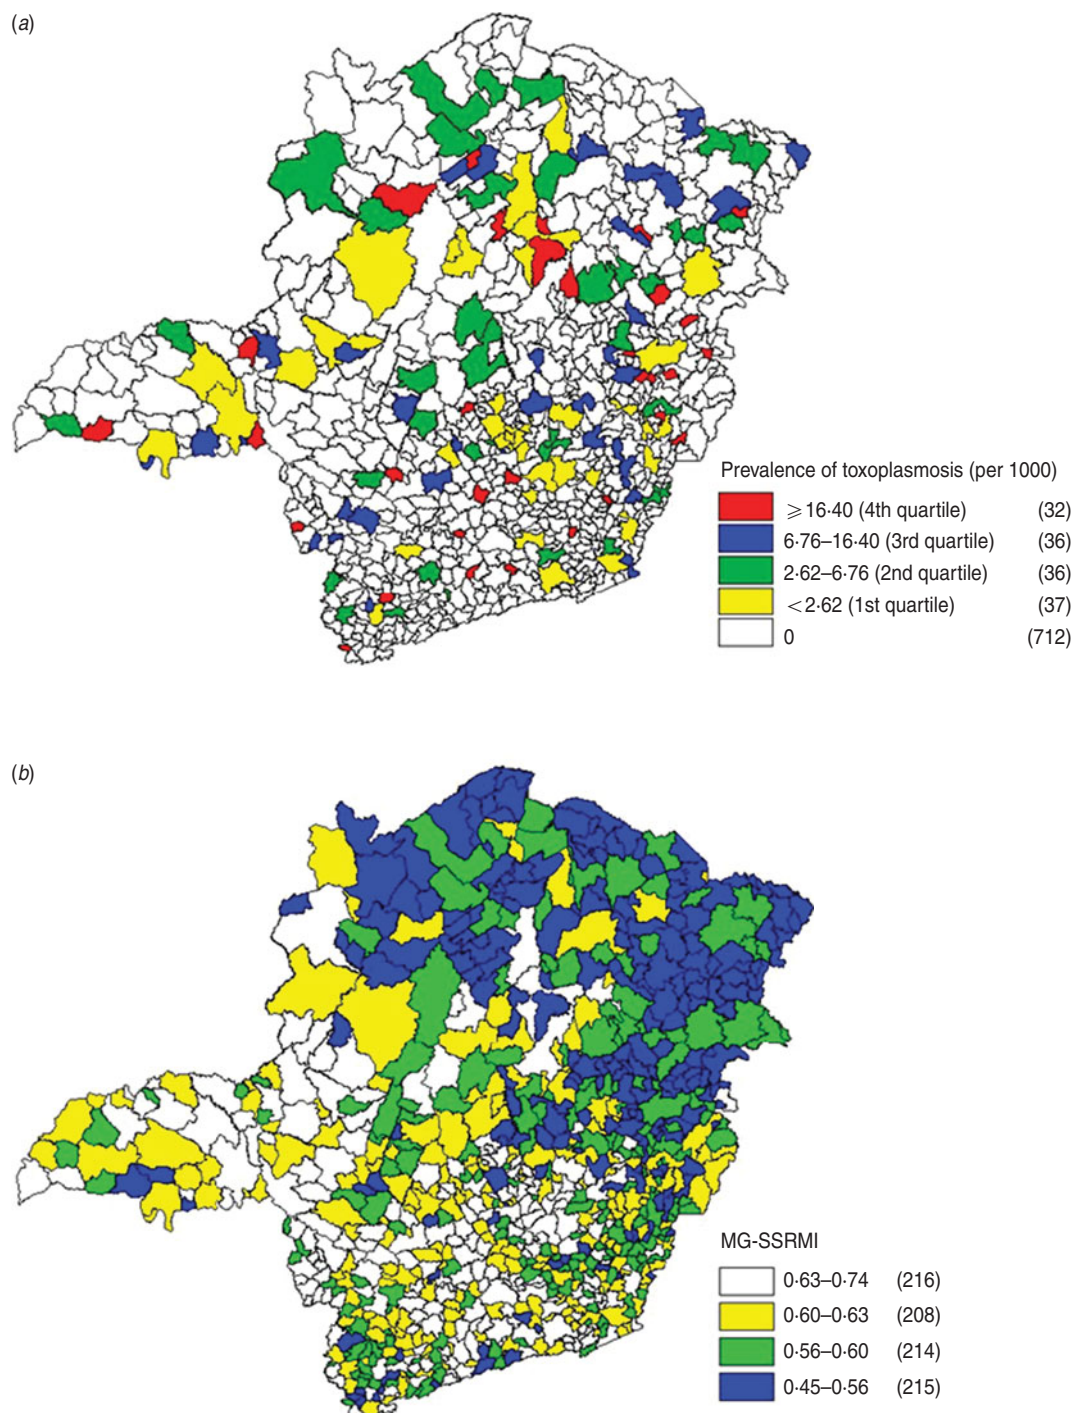 (a)
Prevalence of toxoplasmosis (per 1000)
⩾16·40 (4th quartile) (32)
6·76–16·40 (3rd quartile) (36)
2·62–6·76 (2nd quartile) (36)
<2·62 (1st quartile) (37)
0 (712)
(b)
MG-SSRMI
0·63–0·74 (216)
0·60–0·63 (208)
0·56–0·60 (214)
0·45–0·56 (215)